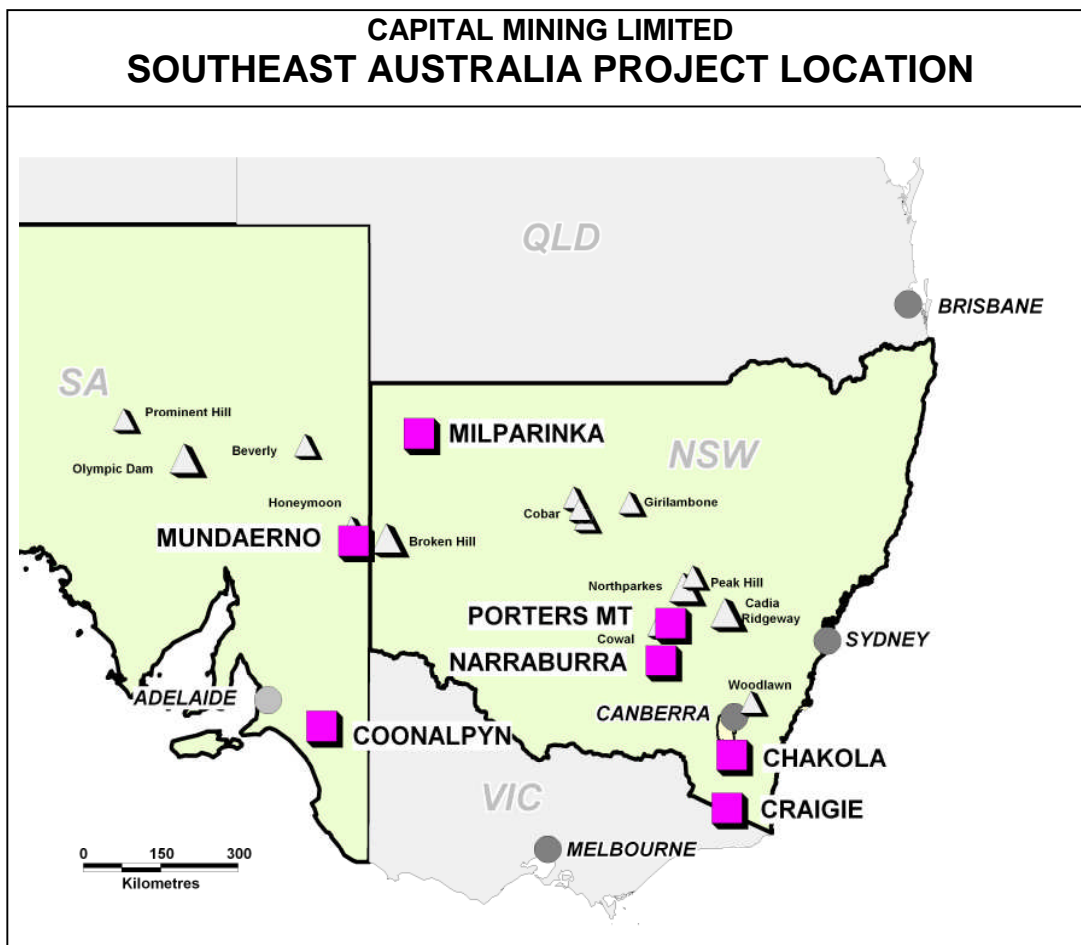 CAPITAL MINING LIMITED
SOUTHEAST AUSTRALIA PROJECT LOCATION
QLD
BRISBANE
SA
Prominent Hill
MILPARINKA
NSW
Beverly
Olympic Dam
Honeymoon
Girilambone
Cobar
MUNDAERNO
Broken Hill
Northparkes
Peak Hill
Cadia
Ridgeway
PORTERS MT
Cowal
SYDNEY
NARRABURRA
Woodlawn
ADELAIDE
CANBERRA
COONALPYN
CHAKOLA
VIC
CRAIGIE
MELBOURNE
0 150 300
Kilometres